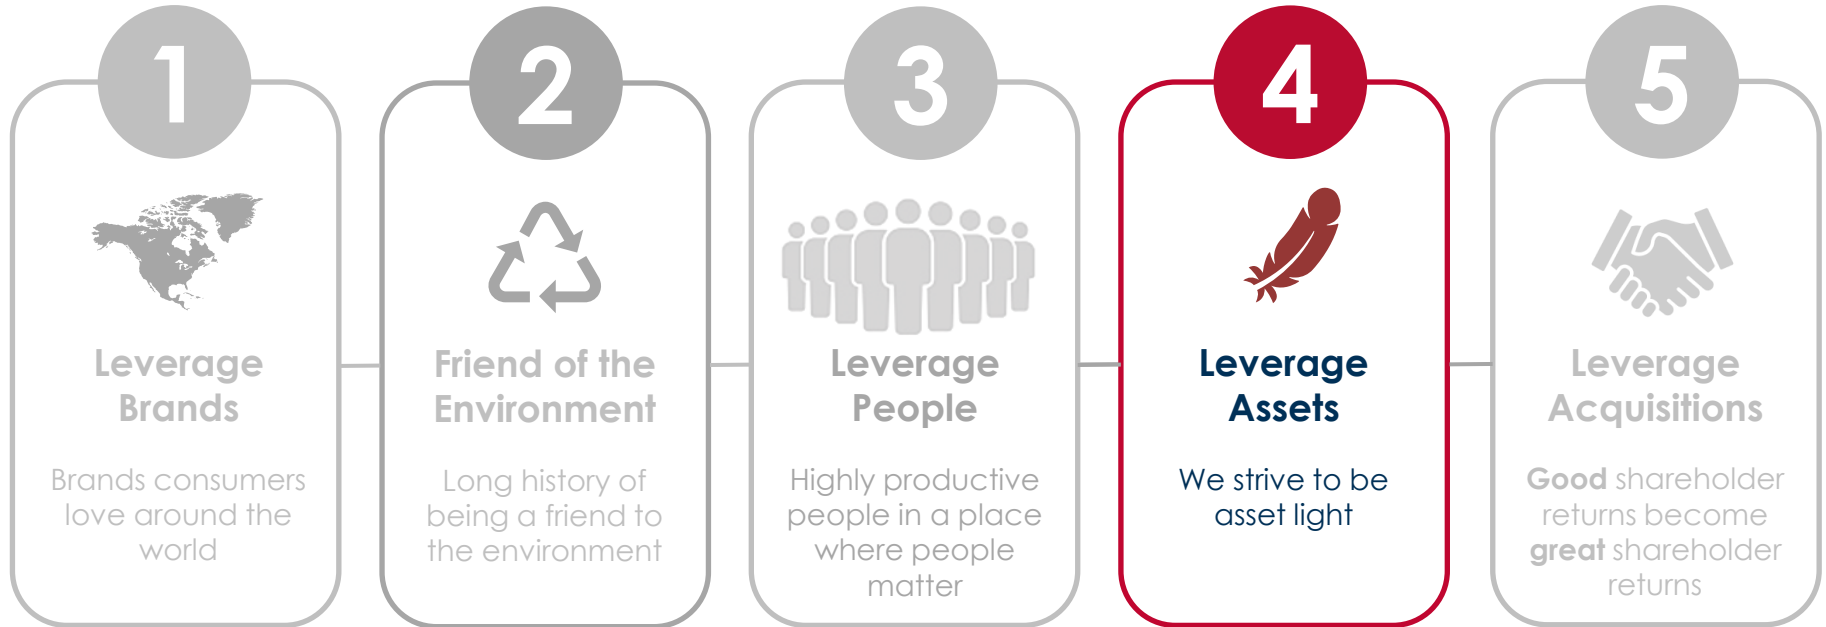 1
Leverage
Brands
Brands consumers
love around the
world
2
Friend of the
Environment
Long history of
being a friend to
the environment
3
Leverage
People
Highly productive
people in a place
where people
matter
4
Leverage
Assets
We strive to be
asset light
5
Leverage
Acquisitions
Good shareholder
returns become
great shareholder
returns